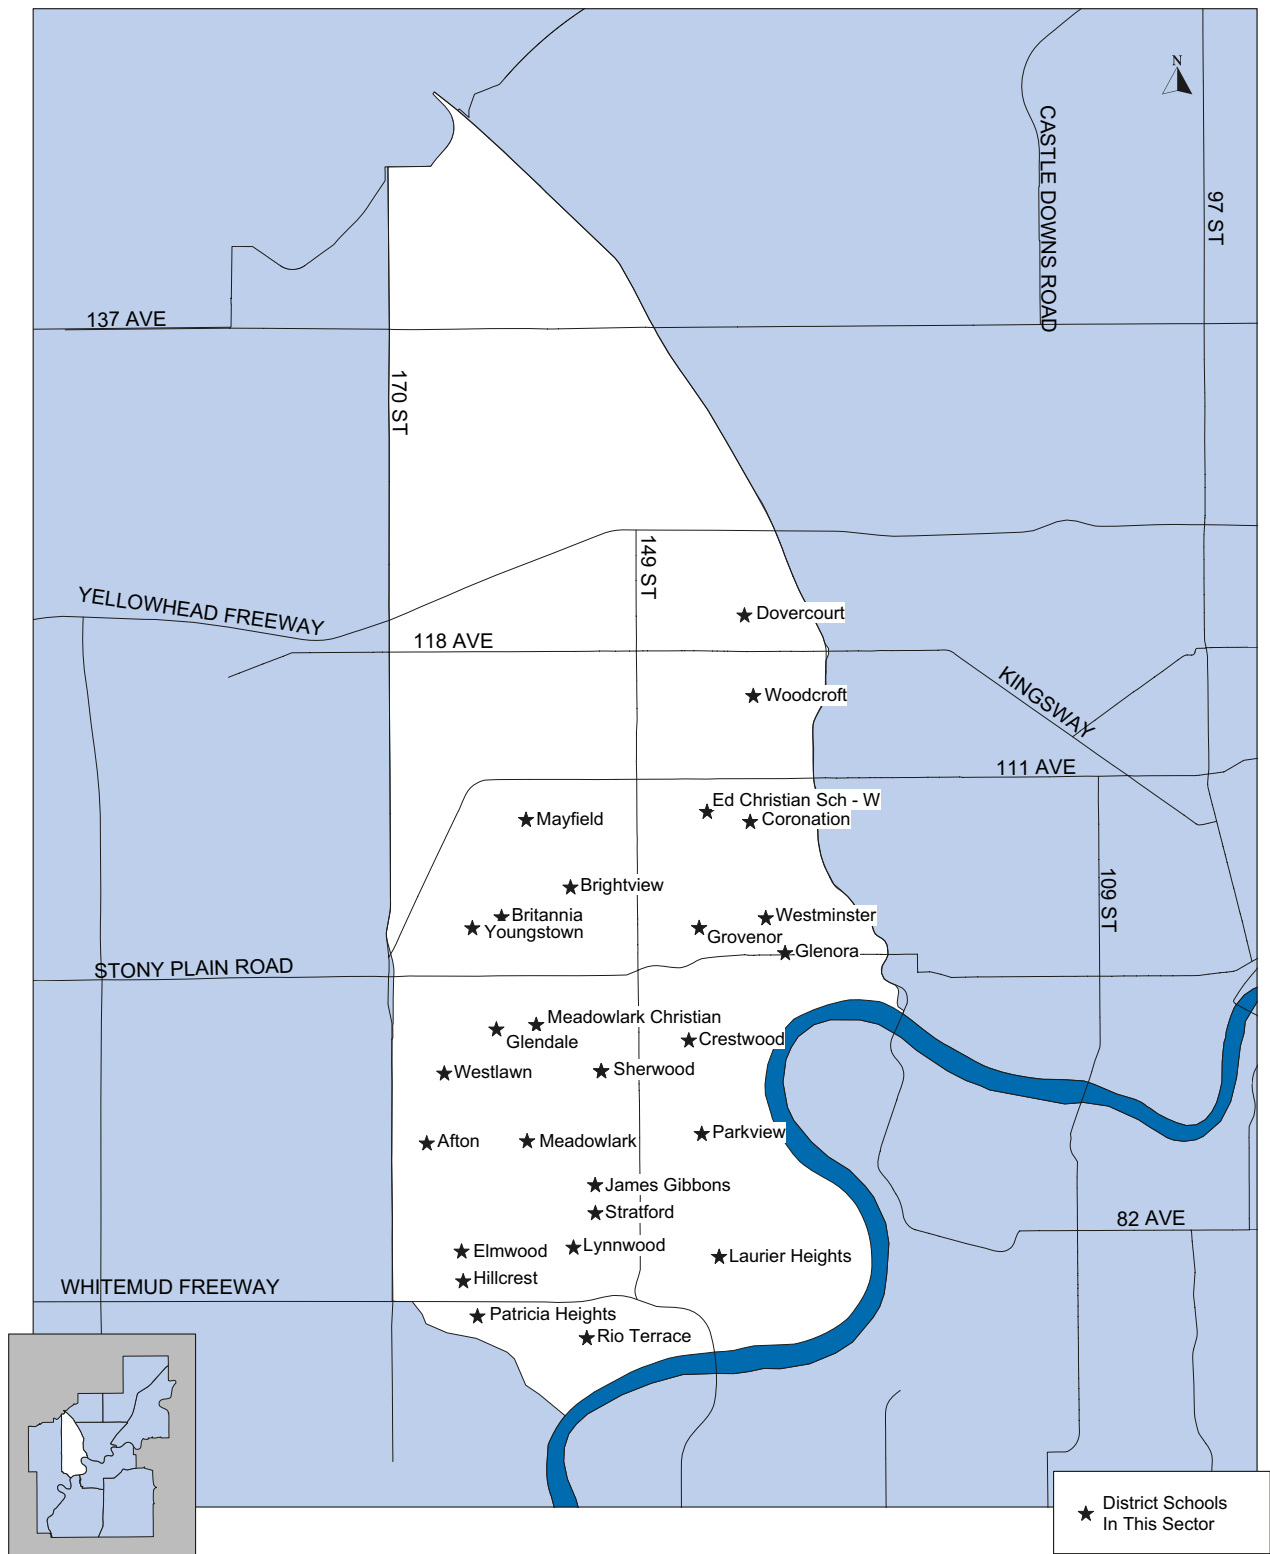 N
CASTLE DOWNS ROAD
97 ST
137 AVE
170 ST
149 ST
YELLOWHEAD FREEWAY
Dovercourt
118 AVE
KINGSWAY
Woodcroft
111 AVE
Ed Christian Sch - W
Mayfield
Coronation
109 ST
Brightview
Britannia
Westminster
Youngstown
Grovenor
Glenora
STONY PLAIN ROAD
Meadowlark Christian
Glendale
Crestwood
Westlawn
Sherwood
Parkview
Afton
Meadowlark
James Gibbons
Stratford
82 AVE
Elmwood
Lynnwood
Laurier Heights
Hillcrest
WHITEMUD FREEWAY
Patricia Heights
Rio Terrace
District Schools
In This Sector